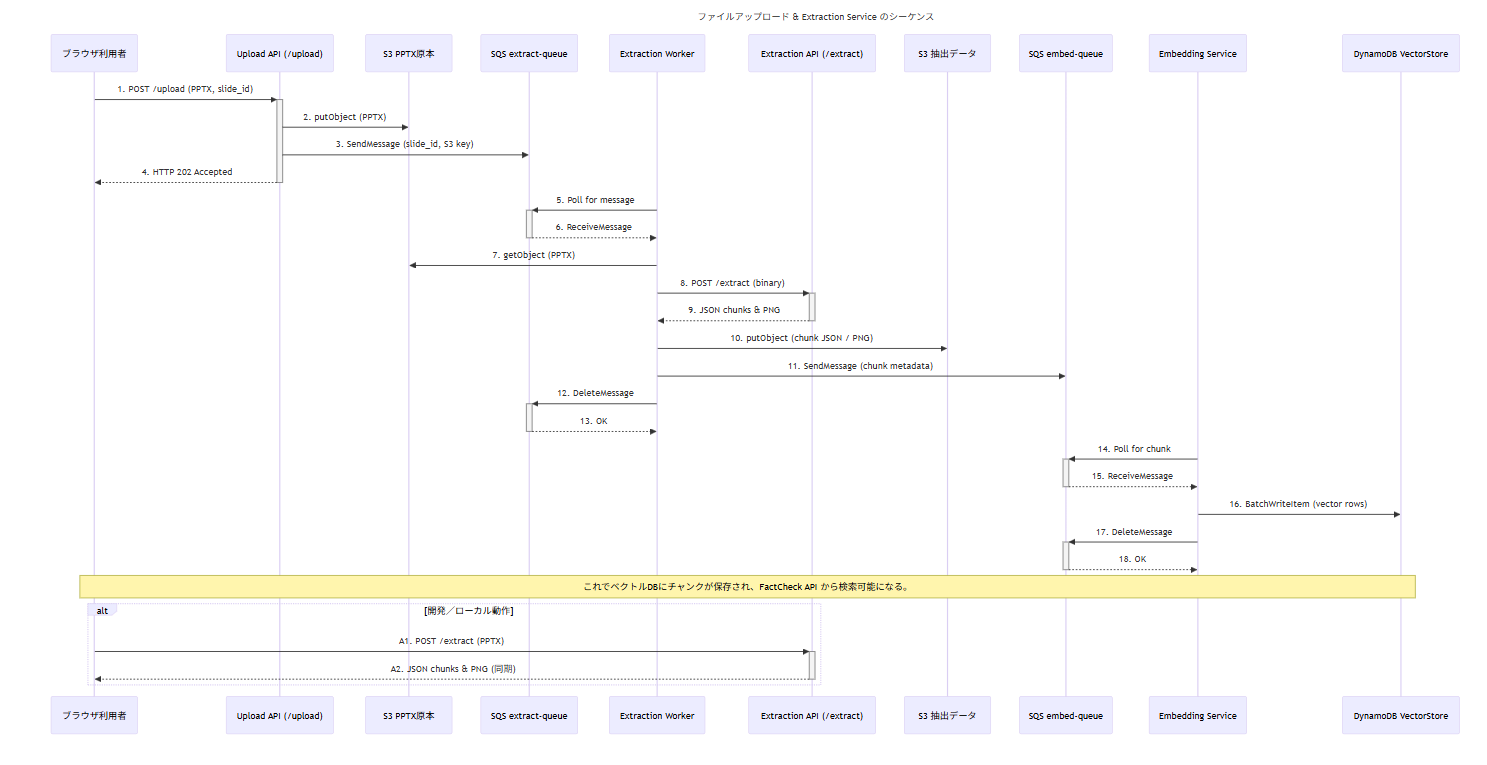 ファイルアップロード & Extraction Service のシーケンス
ブラウザ利用者
Upload API (/upload)
S3 PPTX原本
SQS extract-queue
Extraction Worker
Extraction API (/extract)
S3 抽出データ
SQS embed-queue
Embedding Service
DynamoDB VectorStore
1. POST /upload (PPTX, slide_id)
2. putObject (PPTX)
3. SendMessage (slide_id, S3 key)
4. HTTP 202 Accepted
5. Poll for message
6. ReceiveMessage
7. getObject (PPTX)
8. POST /extract (binary)
9. JSON chunks & PNG
10. putObject (chunk JSON / PNG)
11. SendMessage (chunk metadata)
12. DeleteMessage
13. OK
14. Poll for chunk
15. ReceiveMessage
16. BatchWriteItem (vector rows)
17. DeleteMessage
18. OK
これでベクトルDBにチャンクが保存され、FactCheck API から検索可能になる。
alt
[開発／ローカル動作]
A1. POST /extract (PPTX)
A2. JSON chunks & PNG (同期)
ブラウザ利用者
Upload API (/upload)
S3 PPTX原本
SQS extract-queue
Extraction Worker
Extraction API (/extract)
S3 抽出データ
SQS embed-queue
Embedding Service
DynamoDB VectorStore